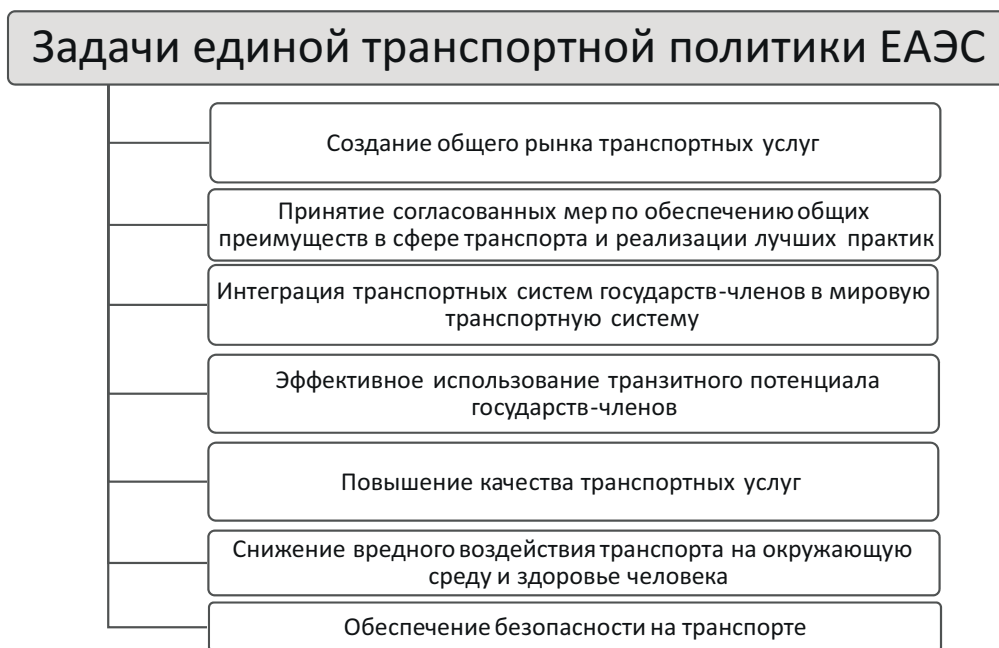 Задачи единой транспортной политики ЕАЭС
Создание общего рынка транспортных услуг
Принятие согласованных мер по обеспечению общих
преимуществ в сфере транспорта и реализации лучших практик
Интеграция транспортных систем государств-членов в мировую
транспортную систему
Эффективное использование транзитного потенциала
государств-членов
Повышение качества транспортных услуг
Снижение вредного воздействия транспорта на окружающую
среду и здоровье человека
Обеспечение безопасности на транспорте